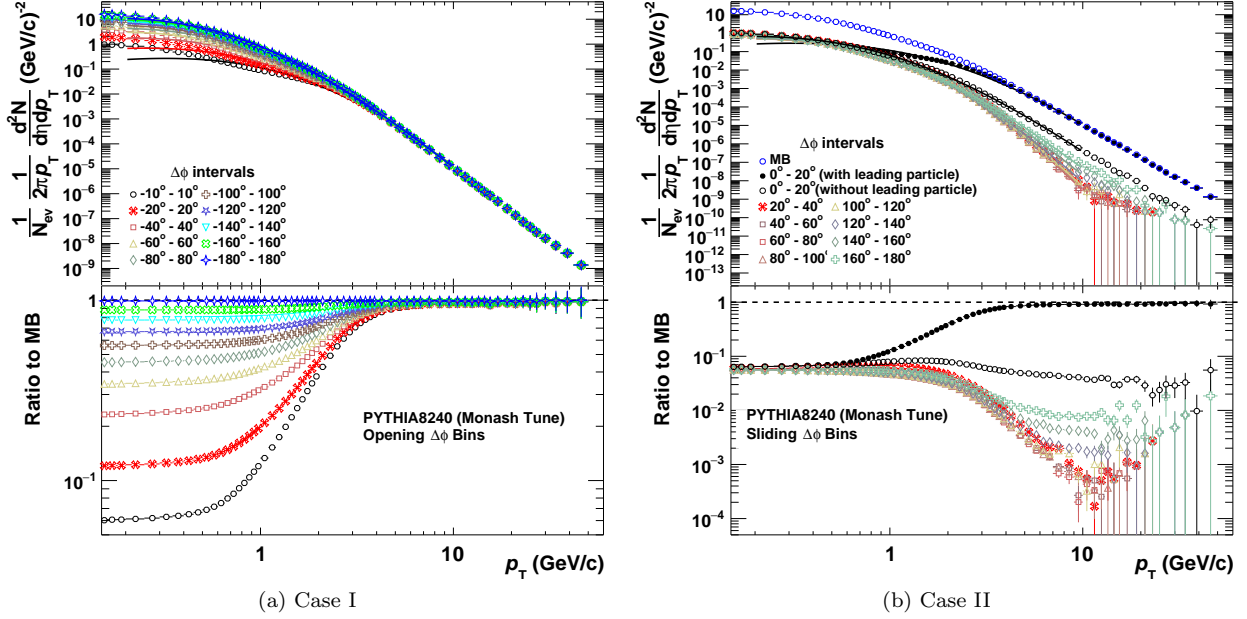 1/N_ev 1/2πp_T d²N/dηdp_T (GeV/c)⁻²
10
1
10⁻¹
10⁻²
10⁻³
10⁻⁴
10⁻⁵
10⁻⁶
10⁻⁷
10⁻⁸
10⁻⁹
Δϕ intervals
-10° - 10°
-20° - 20°
-40° - 40°
-60° - 60°
-80° - 80°
-100° - 100°
-120° - 120°
-140° - 140°
-160° - 160°
-180° - 180°
Ratio to MB
1
10⁻¹
PYTHIA8240 (Monash Tune)
Opening Δϕ Bins
1 10
p_T (GeV/c)
(a) Case I
1/N_ev 1/2πp_T d²N/dηdp_T (GeV/c)⁻²
10
1
10⁻¹
10⁻²
10⁻³
10⁻⁴
10⁻⁵
10⁻⁶
10⁻⁷
10⁻⁸
10⁻⁹
10⁻¹⁰
10⁻¹¹
10⁻¹²
10⁻¹³
Δϕ intervals
MB
0° - 20° (with leading particle)
0° - 20° (without leading particle)
20° - 40°
40° - 60°
60° - 80°
80° - 100°
100° - 120°
120° - 140°
140° - 160°
160° - 180°
Ratio to MB
1
10⁻¹
10⁻²
10⁻³
10⁻⁴
PYTHIA8240 (Monash Tune)
Sliding Δϕ Bins
1 10
p_T (GeV/c)
(b) Case II